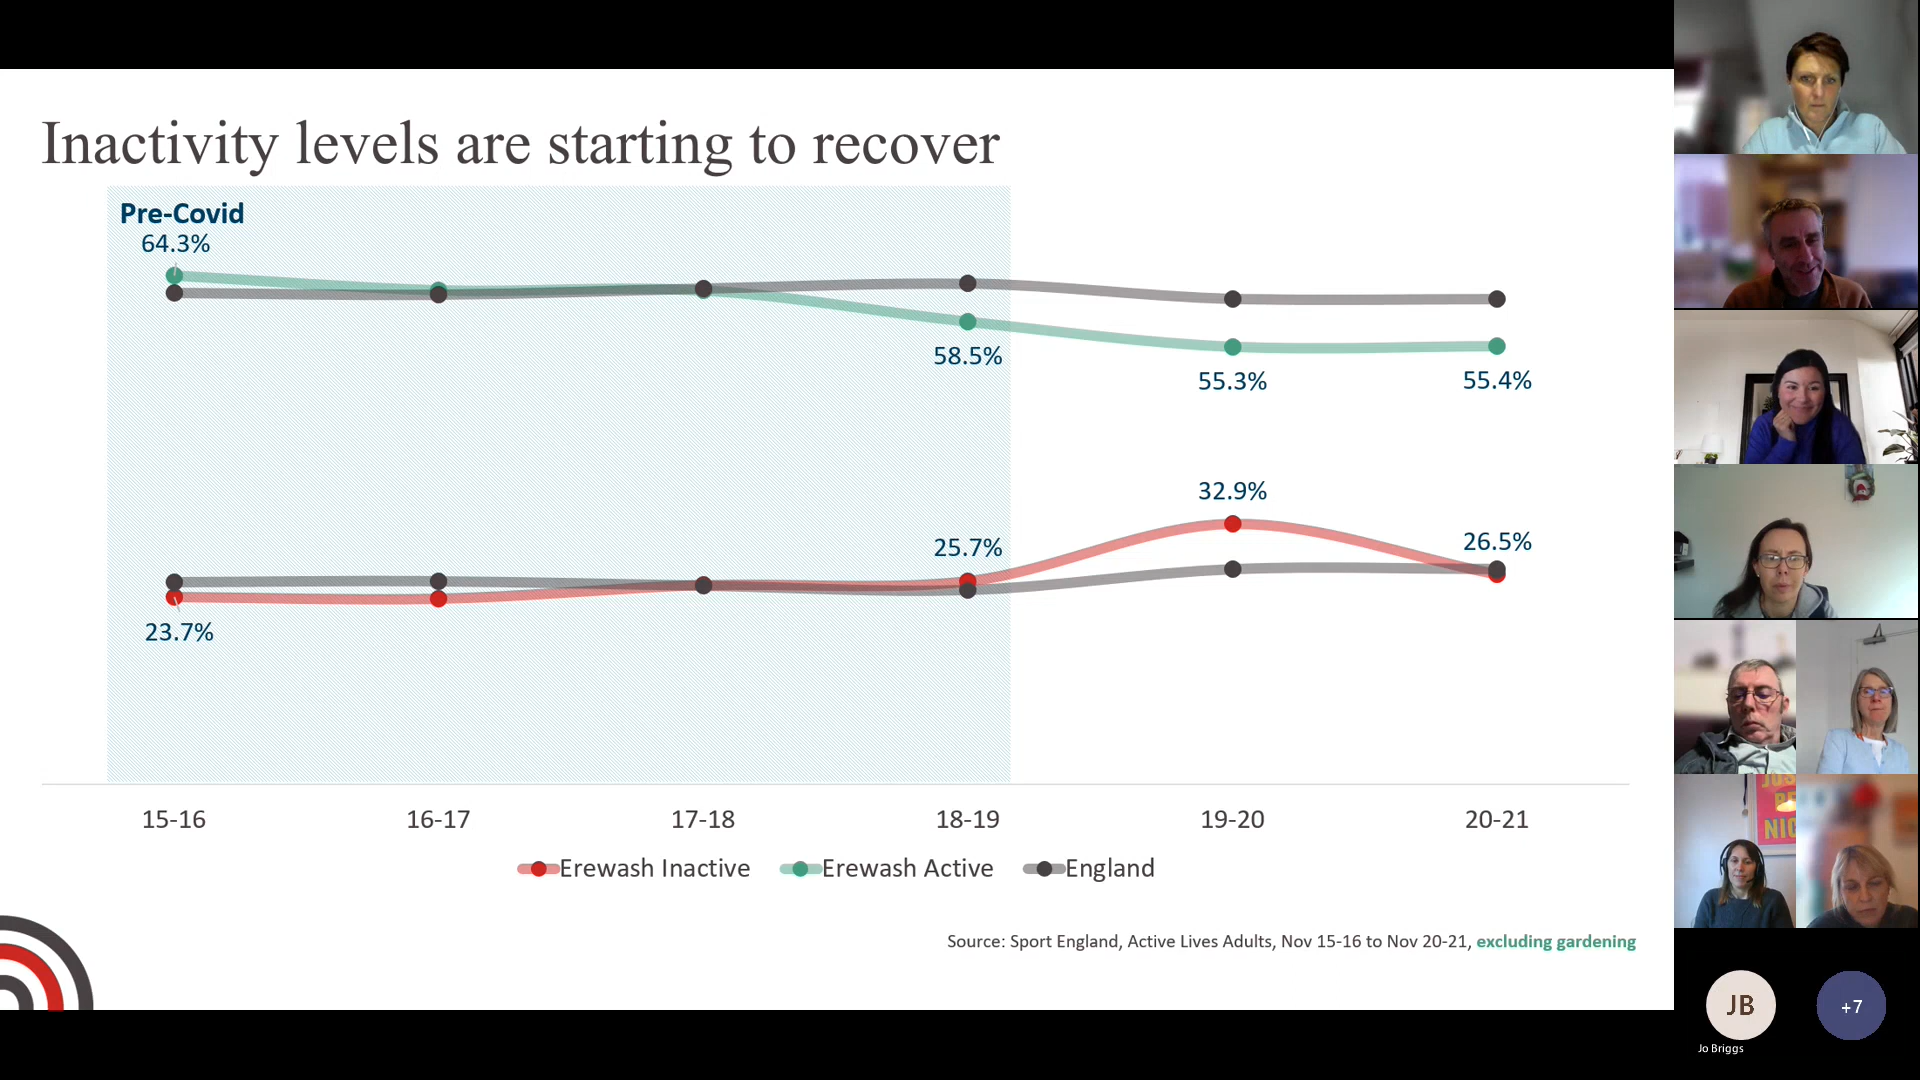 Inactivity levels are starting to recover
Pre-Covid
64.3%
58.5%
55.3%
55.4%
32.9%
25.7%
26.5%
23.7%
15-16 16-17 17-18 18-19 19-20 20-21
Erewash Inactive Erewash Active England
Source: Sport England, Active Lives Adults, Nov 15-16 to Nov 20-21, excluding gardening
JB
+7
Jo Briggs